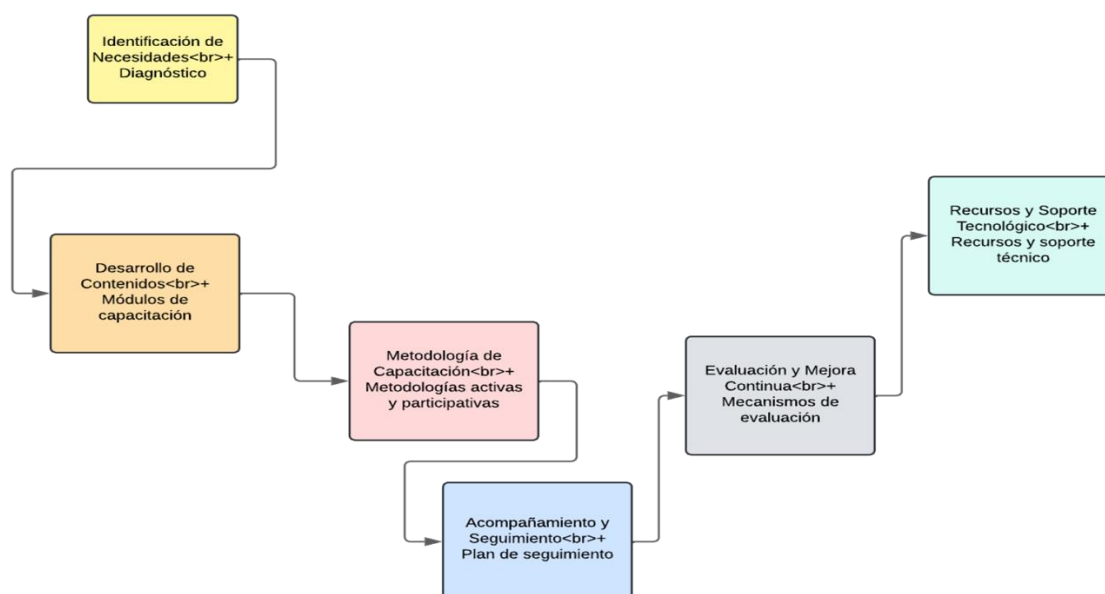 Identificación de
Necesidades<br>+
Diagnóstico
Desarrollo de
Contenidos<br>+
Módulos de
capacitación
Metodología de
Capacitación<br>+
Metodologías activas
y participativas
Acompañamiento y
Seguimiento<br>+
Plan de seguimiento
Evaluación y Mejora
Continua<br>+
Mecanismos de
evaluación
Recursos y Soporte
Tecnológico<br>+
Recursos y soporte
técnico